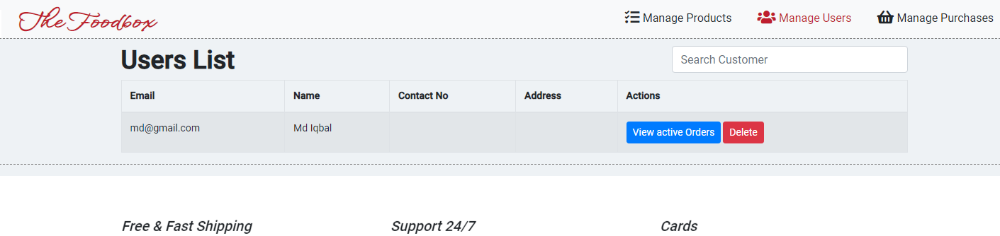 The Foodbox Manage Products Manage Users Manage Purchases
Users List Search Customer
Email Name Contact No Address Actions
md@gmail.com Md Iqbal View active Orders Delete
Free & Fast Shipping Support 24/7 Cards